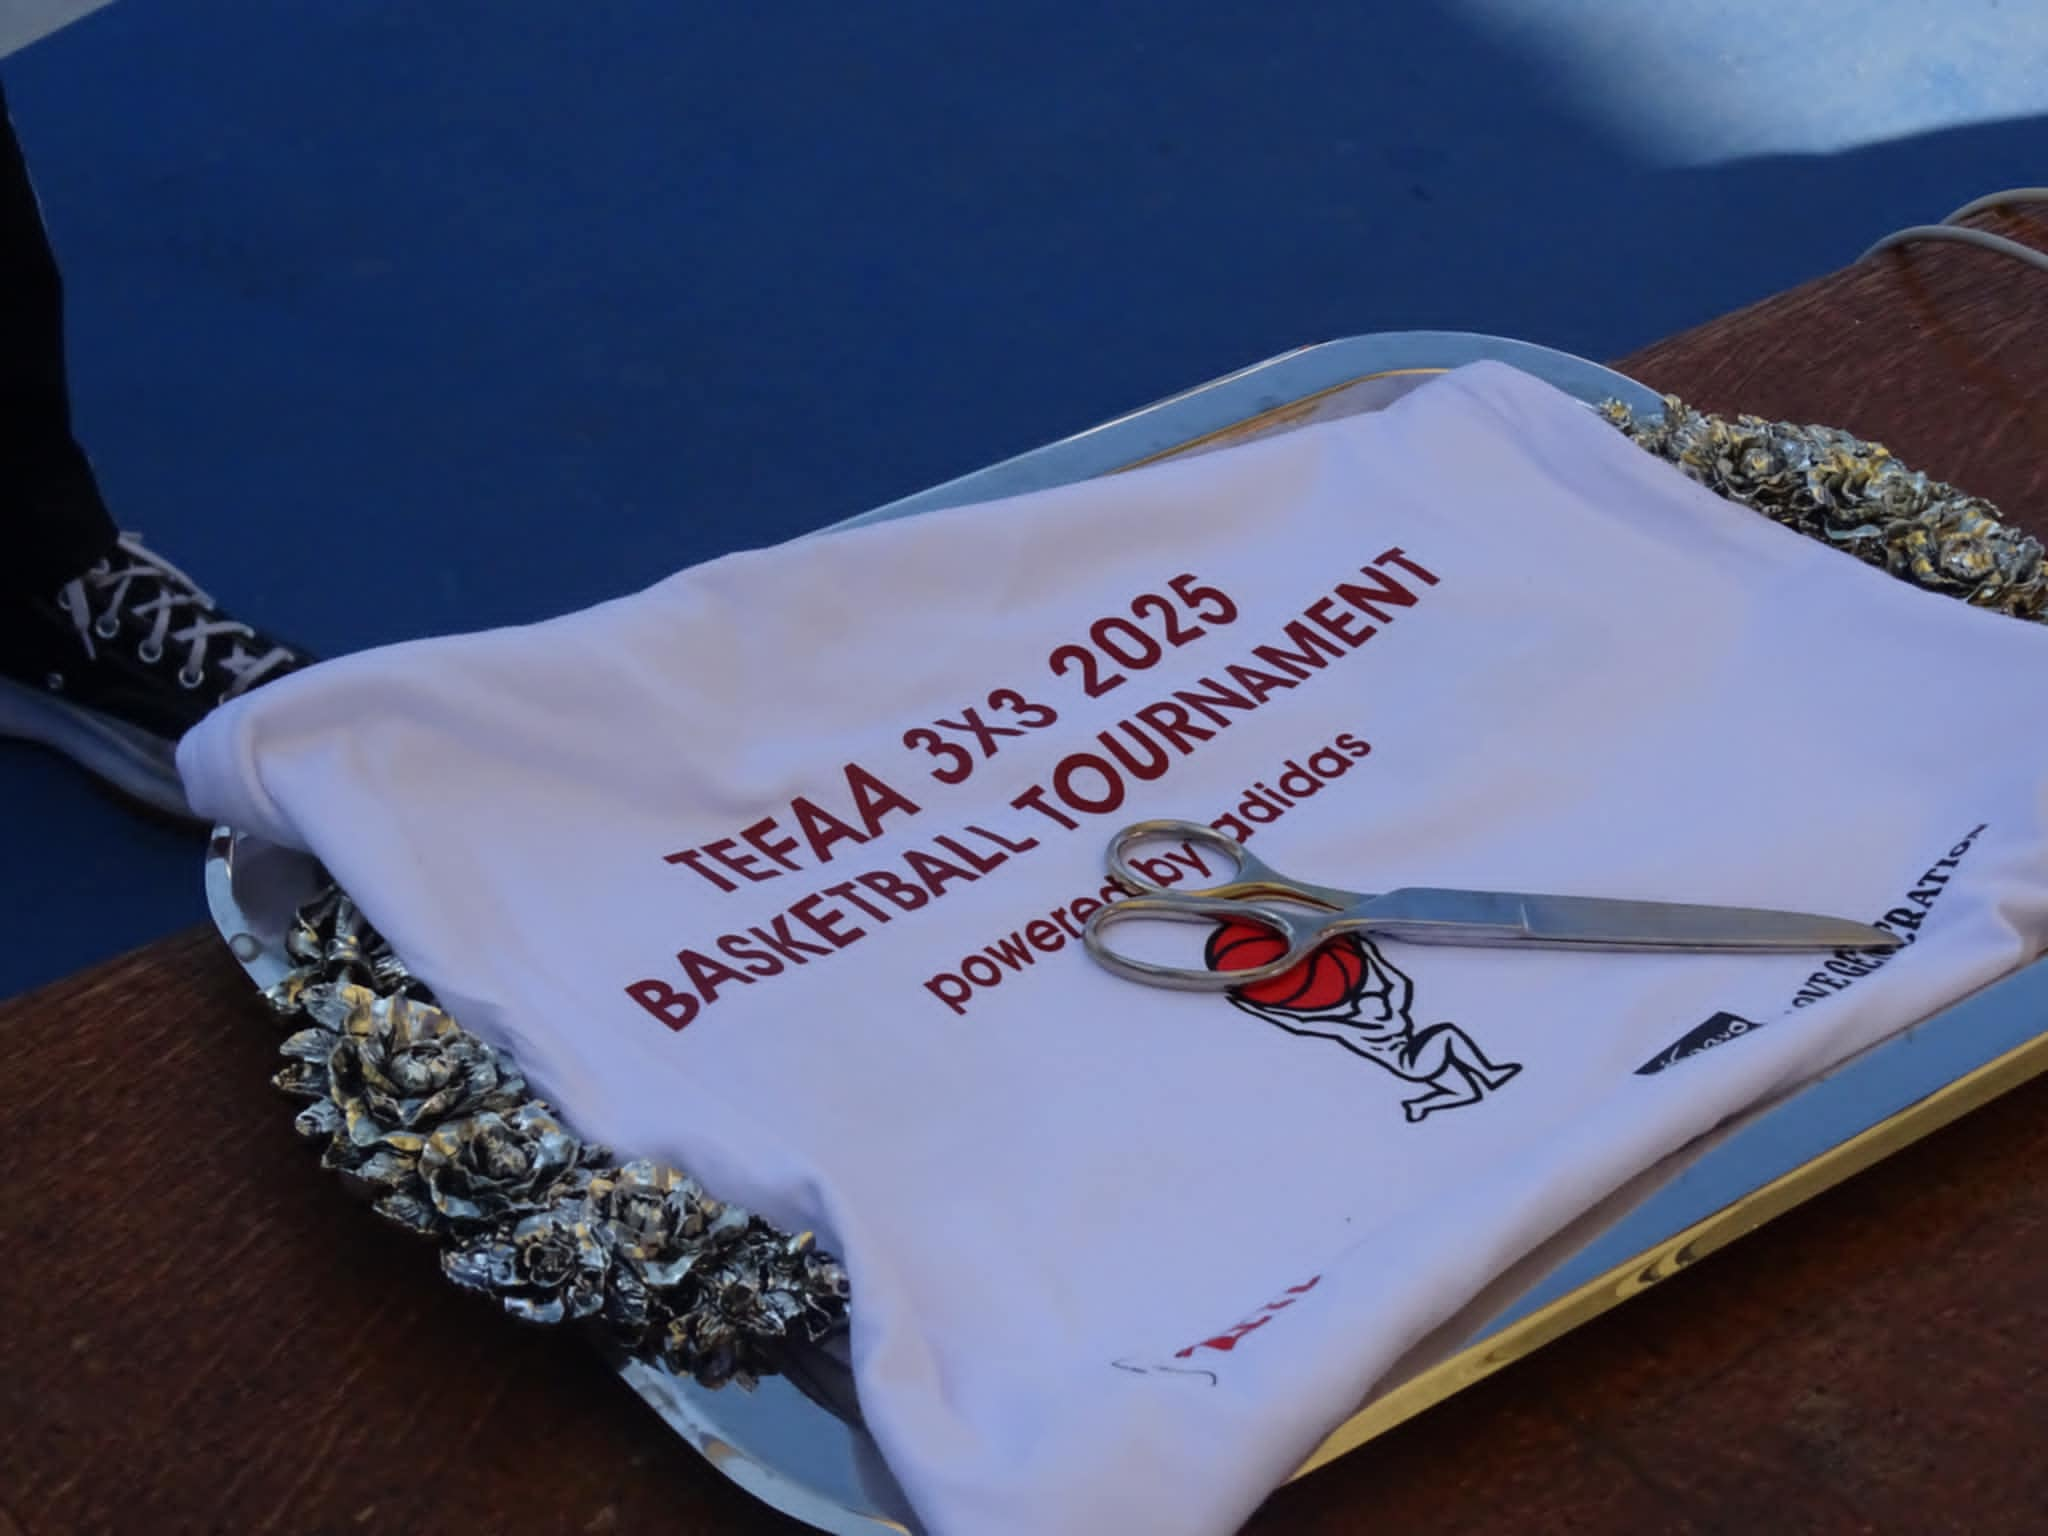 TEFAA 3X3 2025
BASKETBALL TOURNAMENT
powered by adidas